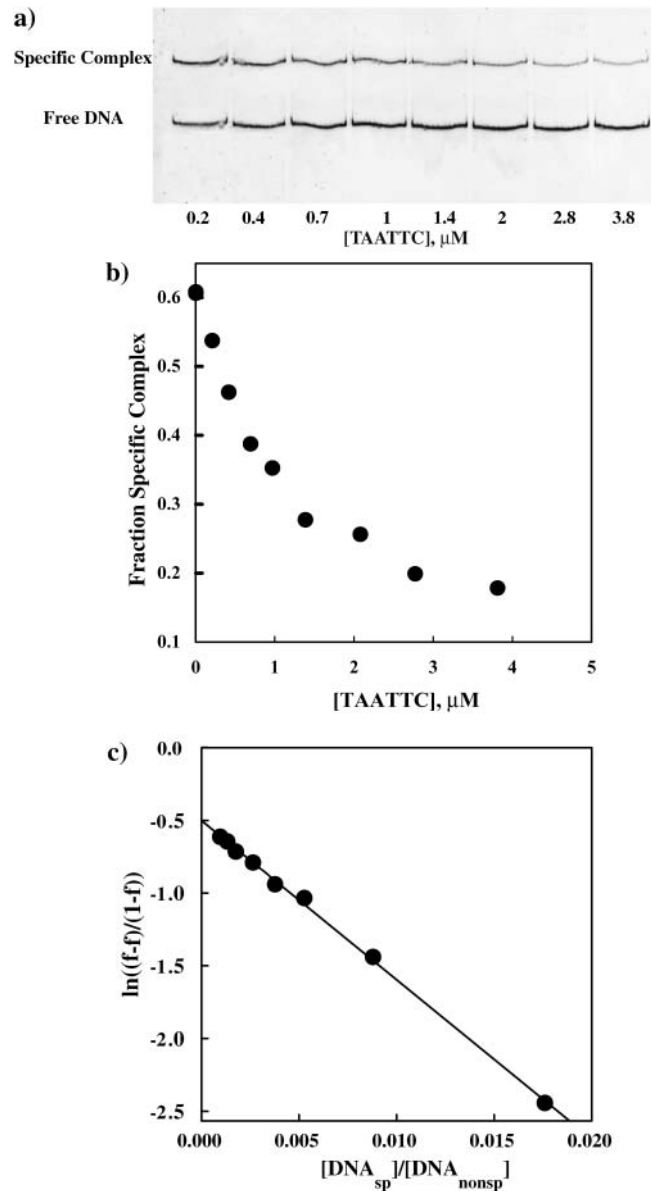 a)
Specific Complex
Free DNA
0.2 0.4 0.7 1 1.4 2 2.8 3.8
[TAATTC], μM
b)
Fraction Specific Complex
0.6
0.5
0.4
0.3
0.2
0.1
0 1 2 3 4 5
[TAATTC], μM
c)
ln((f-f)/(1-f))
0.0
-0.5
-1.0
-1.5
-2.0
-2.5
0.000 0.005 0.010 0.015 0.020
[DNAsp]/[DNAnonsp]